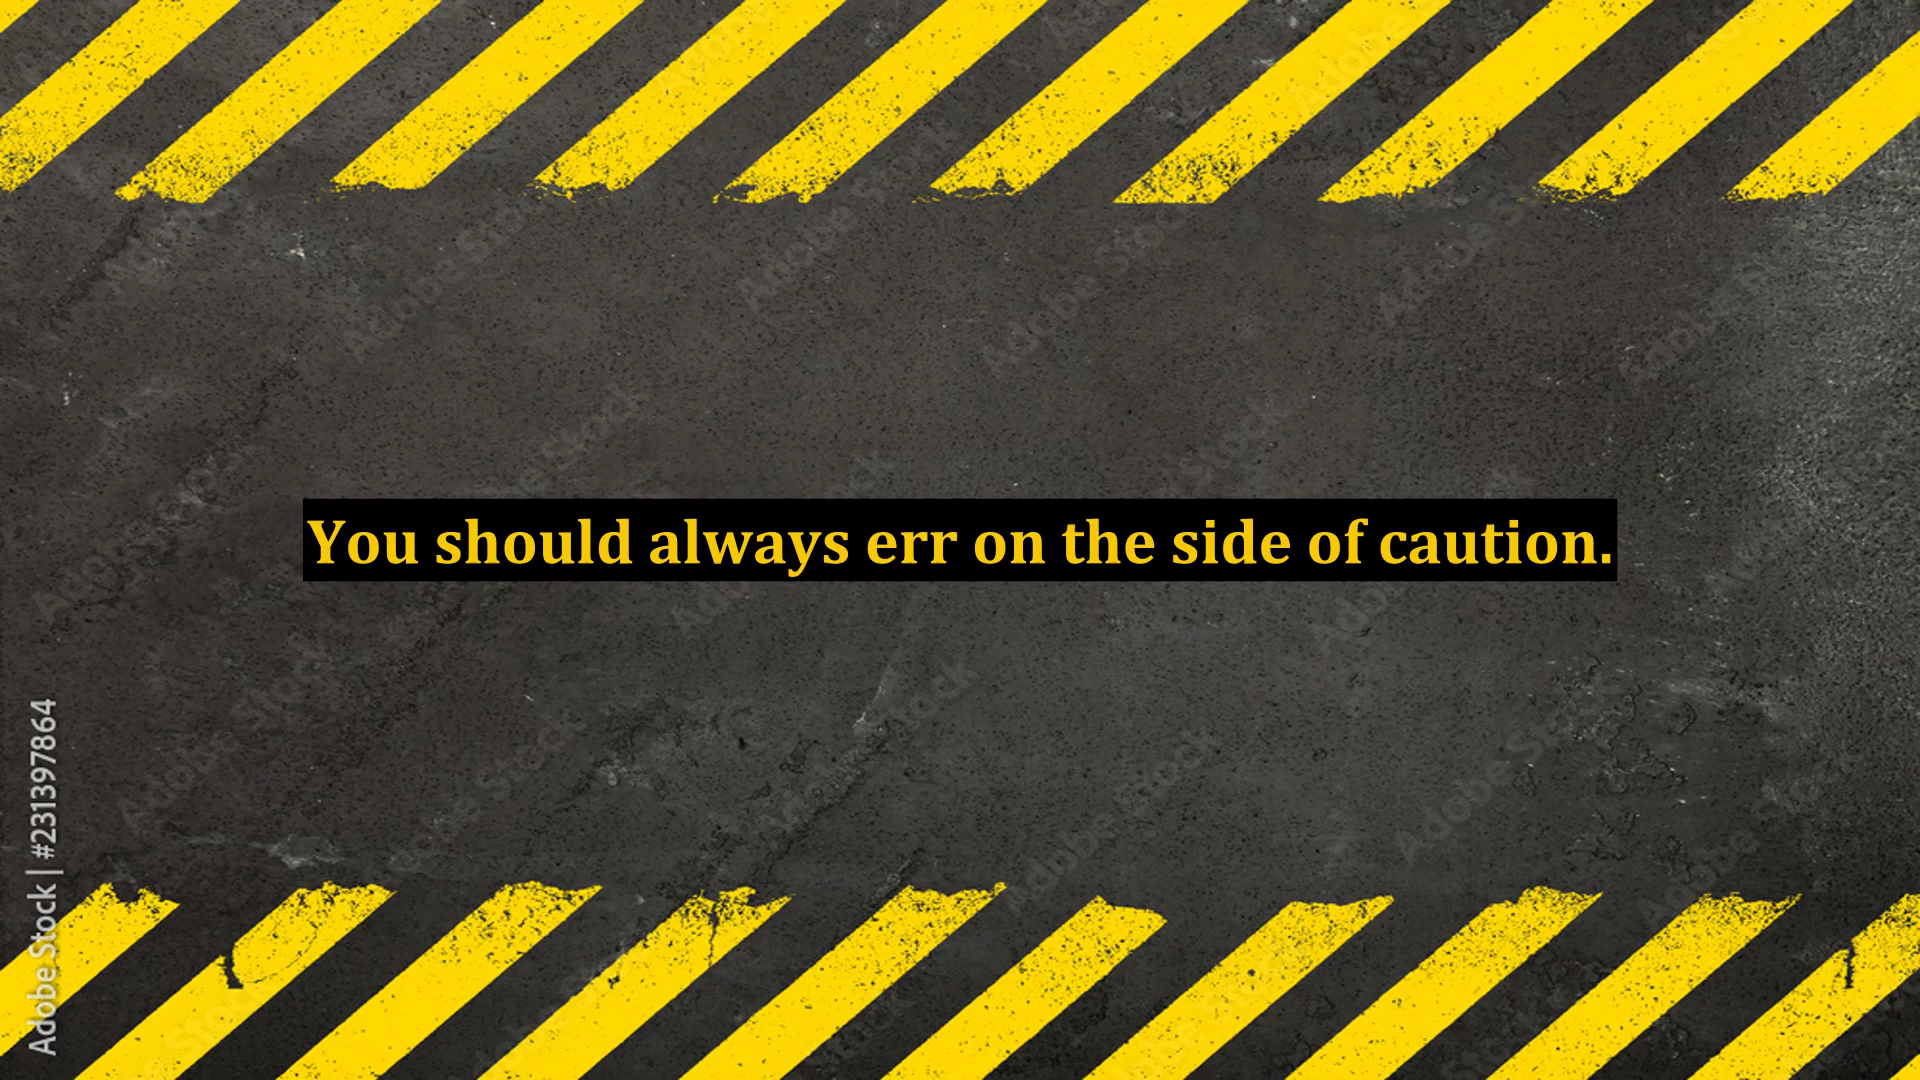 You should always err on the side of caution.
Adobe Stock | #231397864